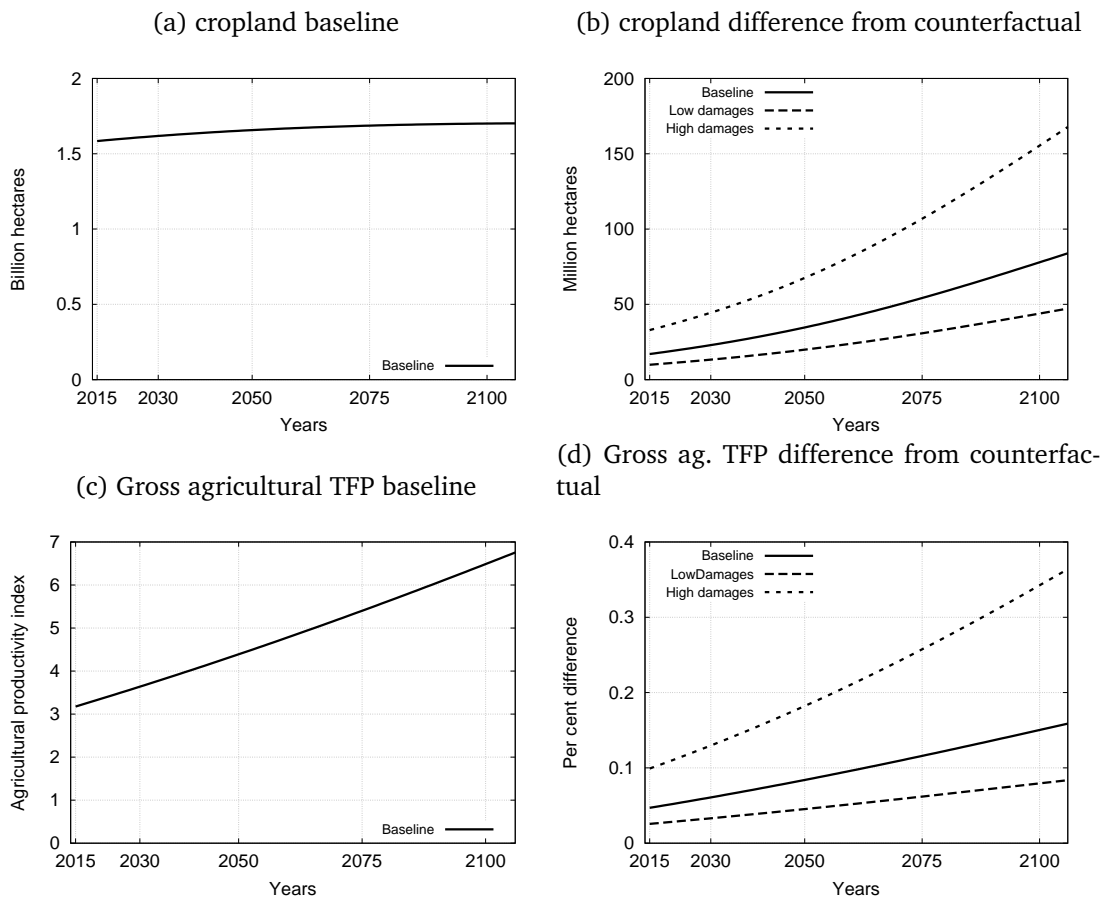 (a) cropland baseline
2
1.5
1
0.5
0
Billion hectares
Baseline
2015 2030 2050 2075 2100
Years
(b) cropland difference from counterfactual
200
150
100
50
0
Million hectares
Baseline
Low damages
High damages
2015 2030 2050 2075 2100
Years
(c) Gross agricultural TFP baseline
7
6
5
4
3
2
1
0
Agricultural productivity index
Baseline
2015 2030 2050 2075 2100
Years
(d) Gross ag. TFP difference from counterfac-
tual
0.4
0.3
0.2
0.1
0
Per cent difference
Baseline
LowDamages
High damages
2015 2030 2050 2075 2100
Years